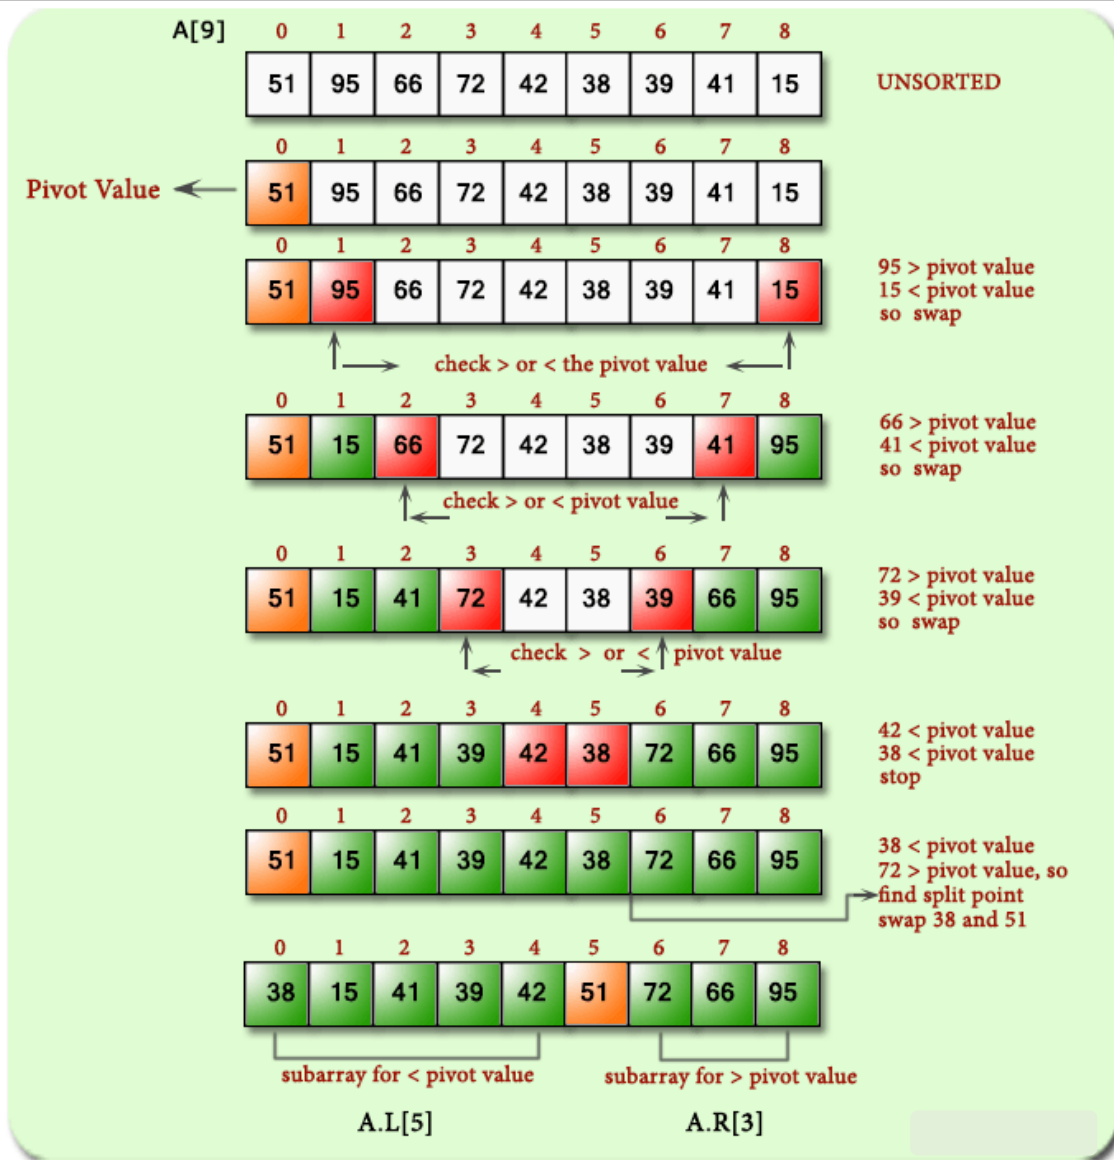 A[9] 0 1 2 3 4 5 6 7 8
51 95 66 72 42 38 39 41 15 UNSORTED
0 1 2 3 4 5 6 7 8
Pivot Value 51 95 66 72 42 38 39 41 15
0 1 2 3 4 5 6 7 8
51 95 66 72 42 38 39 41 15
95 > pivot value
15 < pivot value
so swap
check > or < the pivot value
0 1 2 3 4 5 6 7 8
51 15 66 72 42 38 39 41 95
66 > pivot value
41 < pivot value
so swap
check > or < pivot value
0 1 2 3 4 5 6 7 8
51 15 41 72 42 38 39 66 95
72 > pivot value
39 < pivot value
so swap
check > or < pivot value
0 1 2 3 4 5 6 7 8
51 15 41 39 42 38 72 66 95
42 < pivot value
38 < pivot value
stop
0 1 2 3 4 5 6 7 8
51 15 41 39 42 38 72 66 95
38 < pivot value
72 > pivot value, so
find split point
swap 38 and 51
0 1 2 3 4 5 6 7 8
38 15 41 39 42 51 72 66 95
subarray for < pivot value subarray for > pivot value
A.L[5] A.R[3]